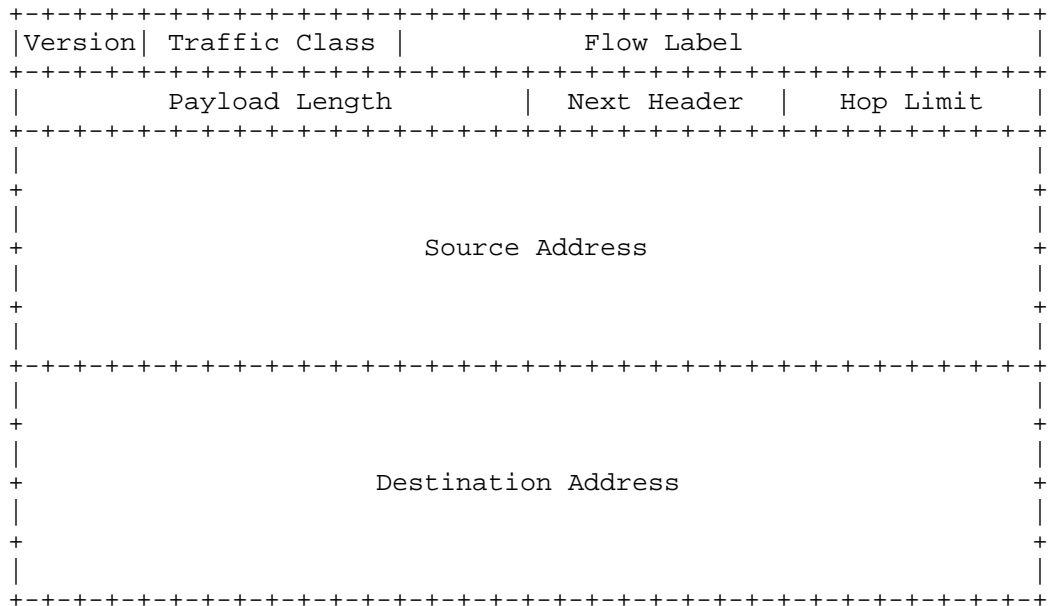 Version Traffic Class Flow Label
Payload Length Next Header Hop Limit
Source Address
Destination Address